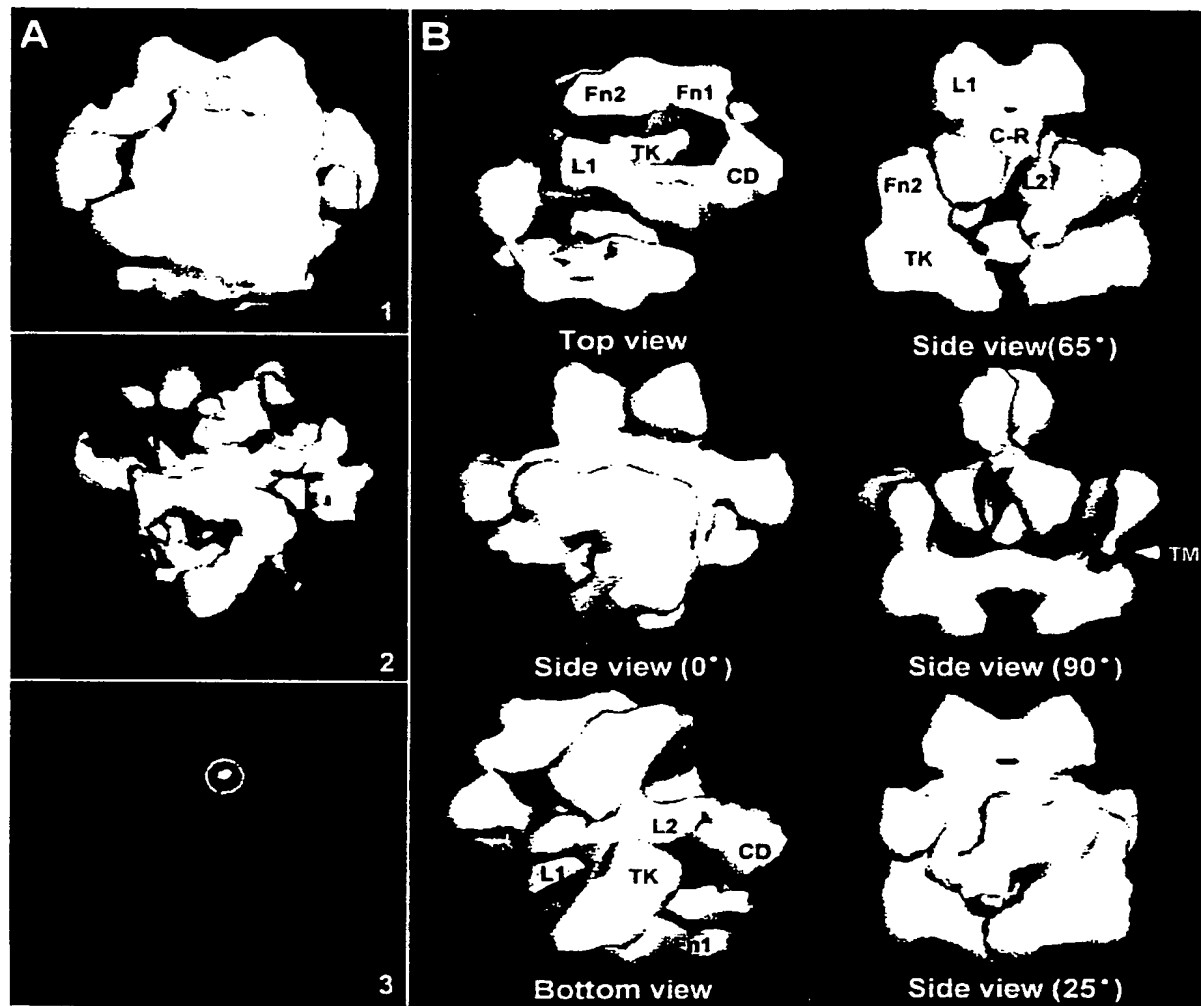 A
1
2
3
B
Fn2 Fn1
L1 TK CD
Top view
L1
C-R
Fn2 L2
TK
Side view(65°)
Side view (0°)
TM
Side view (90°)
L2
CD
L1 TK
Fn1
Bottom view
Side view (25°)